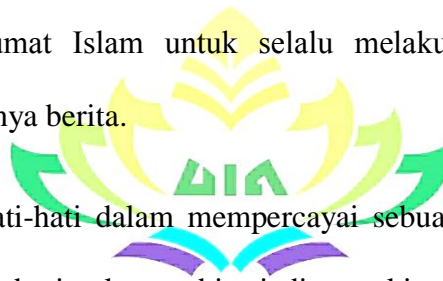 umat Islam untuk selalu melaku
nya berita.
UIN
ati-hati dalam mempercayai sebua